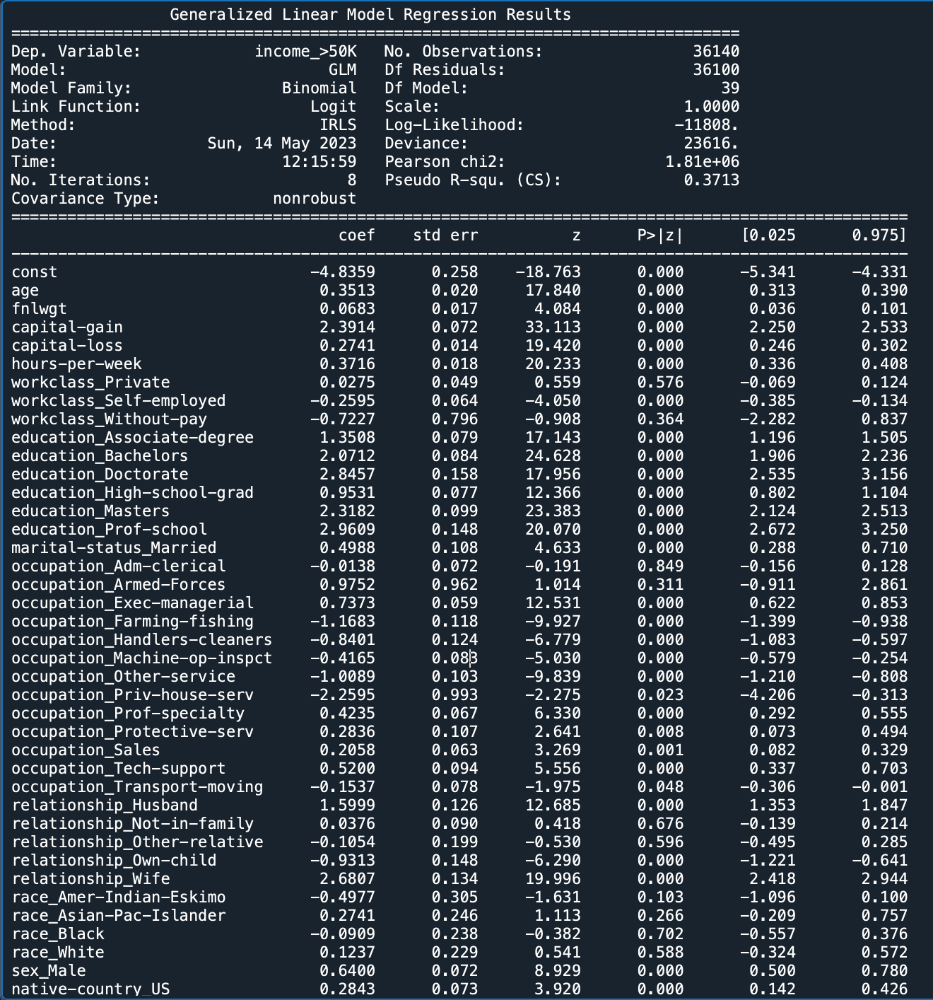 Generalized Linear Model Regression Results
==============================================================================
Dep. Variable:            income_>50K   No. Observations:                36140
Model:                            GLM   Df Residuals:                    36100
Model Family:                Binomial   Df Model:                           39
Link Function:                  Logit   Scale:                          1.0000
Method:                          IRLS   Log-Likelihood:                -11808.
Date:                Sun, 14 May 2023   Deviance:                       23616.
Time:                        12:15:59   Pearson chi2:                 1.81e+06
No. Iterations:                     8   Pseudo R-squ. (CS):             0.3713
Covariance Type:            nonrobust
================================================================================================
                                   coef    std err          z      P>|z|      [0.025      0.975]
------------------------------------------------------------------------------------------------
const                           -4.8359      0.258    -18.763      0.000      -5.341      -4.331
age                              0.3513      0.020     17.840      0.000       0.313       0.390
fnlwgt                           0.0683      0.017      4.084      0.000       0.036       0.101
capital-gain                     2.3914      0.072     33.113      0.000       2.250       2.533
capital-loss                     0.2741      0.014     19.420      0.000       0.246       0.302
hours-per-week                   0.3716      0.018     20.233      0.000       0.336       0.408
workclass_Private                0.0275      0.049      0.559      0.576      -0.069       0.124
workclass_Self-employed         -0.2595      0.064     -4.050      0.000      -0.385      -0.134
workclass_Without-pay           -0.7227      0.796     -0.908      0.364      -2.282       0.837
education_Associate-degree       1.3508      0.079     17.143      0.000       1.196       1.505
education_Bachelors              2.0712      0.084     24.628      0.000       1.906       2.236
education_Doctorate              2.8457      0.158     17.956      0.000       2.535       3.156
education_High-school-grad       0.9531      0.077     12.366      0.000       0.802       1.104
education_Masters                2.3182      0.099     23.383      0.000       2.124       2.513
education_Prof-school            2.9609      0.148     20.070      0.000       2.672       3.250
marital-status_Married           0.4988      0.108      4.633      0.000       0.288       0.710
occupation_Adm-clerical         -0.0138      0.072     -0.191      0.849      -0.156       0.128
occupation_Armed-Forces          0.9752      0.962      1.014      0.311      -0.911       2.861
occupation_Exec-managerial       0.7373      0.059     12.531      0.000       0.622       0.853
occupation_Farming-fishing      -1.1683      0.118     -9.927      0.000      -1.399      -0.938
occupation_Handlers-cleaners    -0.8401      0.124     -6.779      0.000      -1.083      -0.597
occupation_Machine-op-inspct    -0.4165      0.083     -5.030      0.000      -0.579      -0.254
occupation_Other-service        -1.0089      0.103     -9.839      0.000      -1.210      -0.808
occupation_Priv-house-serv      -2.2595      0.993     -2.275      0.023      -4.206      -0.313
occupation_Prof-specialty        0.4235      0.067      6.330      0.000       0.292       0.555
occupation_Protective-serv       0.2836      0.107      2.641      0.008       0.073       0.494
occupation_Sales                 0.2058      0.063      3.269      0.001       0.082       0.329
occupation_Tech-support          0.5200      0.094      5.556      0.000       0.337       0.703
occupation_Transport-moving     -0.1537      0.078     -1.975      0.048      -0.306      -0.001
relationship_Husband             1.5999      0.126     12.685      0.000       1.353       1.847
relationship_Not-in-family       0.0376      0.090      0.418      0.676      -0.139       0.214
relationship_Other-relative     -0.1054      0.199     -0.530      0.596      -0.495       0.285
relationship_Own-child          -0.9313      0.148     -6.290      0.000      -1.221      -0.641
relationship_Wife                2.6807      0.134     19.996      0.000       2.418       2.944
race_Amer-Indian-Eskimo         -0.4977      0.305     -1.631      0.103      -1.096       0.100
race_Asian-Pac-Islander          0.2741      0.246      1.113      0.266      -0.209       0.757
race_Black                      -0.0909      0.238     -0.382      0.702      -0.557       0.376
race_White                       0.1237      0.229      0.541      0.588      -0.324       0.572
sex_Male                         0.6400      0.072      8.929      0.000       0.500       0.780
native-country_US                0.2843      0.073      3.920      0.000       0.142       0.426